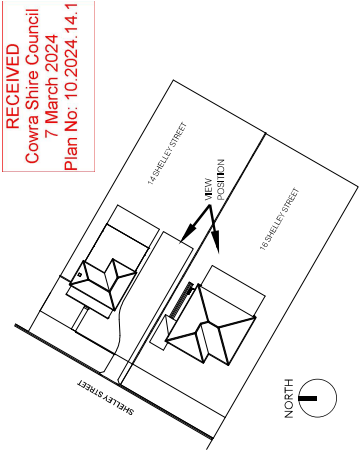 RECEIVED
Cowra Shire Council
7 March 2024
Plan No: 10.2024.14.1
14 SHELLEY STREET
VIEW
POSITION
16 SHELLEY STREET
SHELLEY STREET
NORTH